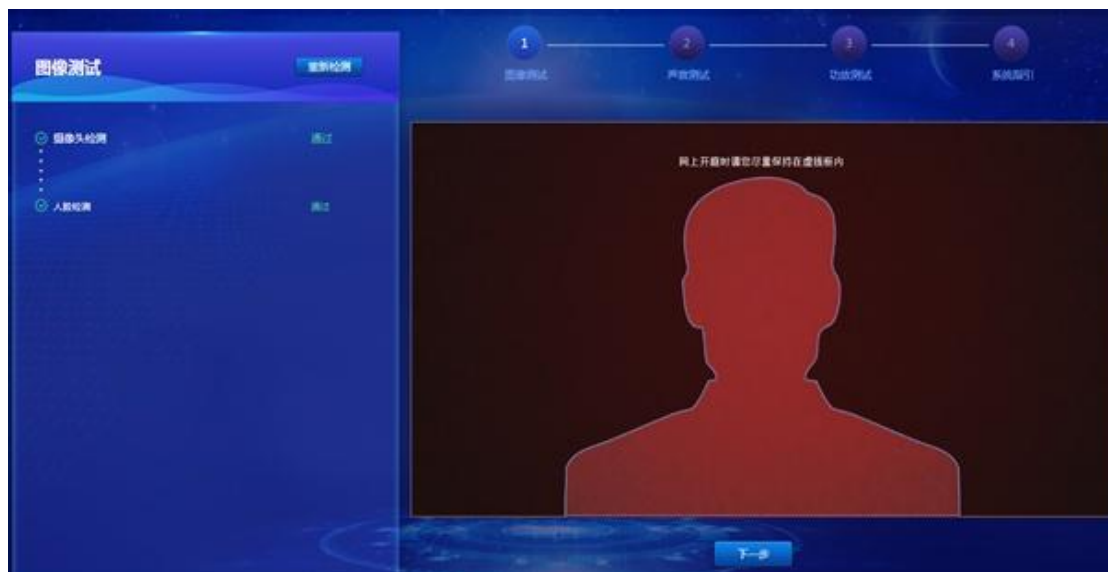 图像测试
重新检测
摄像头检测
通过
人脸检测
通过
1
2
3
4
图像测试
声音测试
功放测试
系统指引
网上开庭时请您尽量保持在虚线框内
下一步